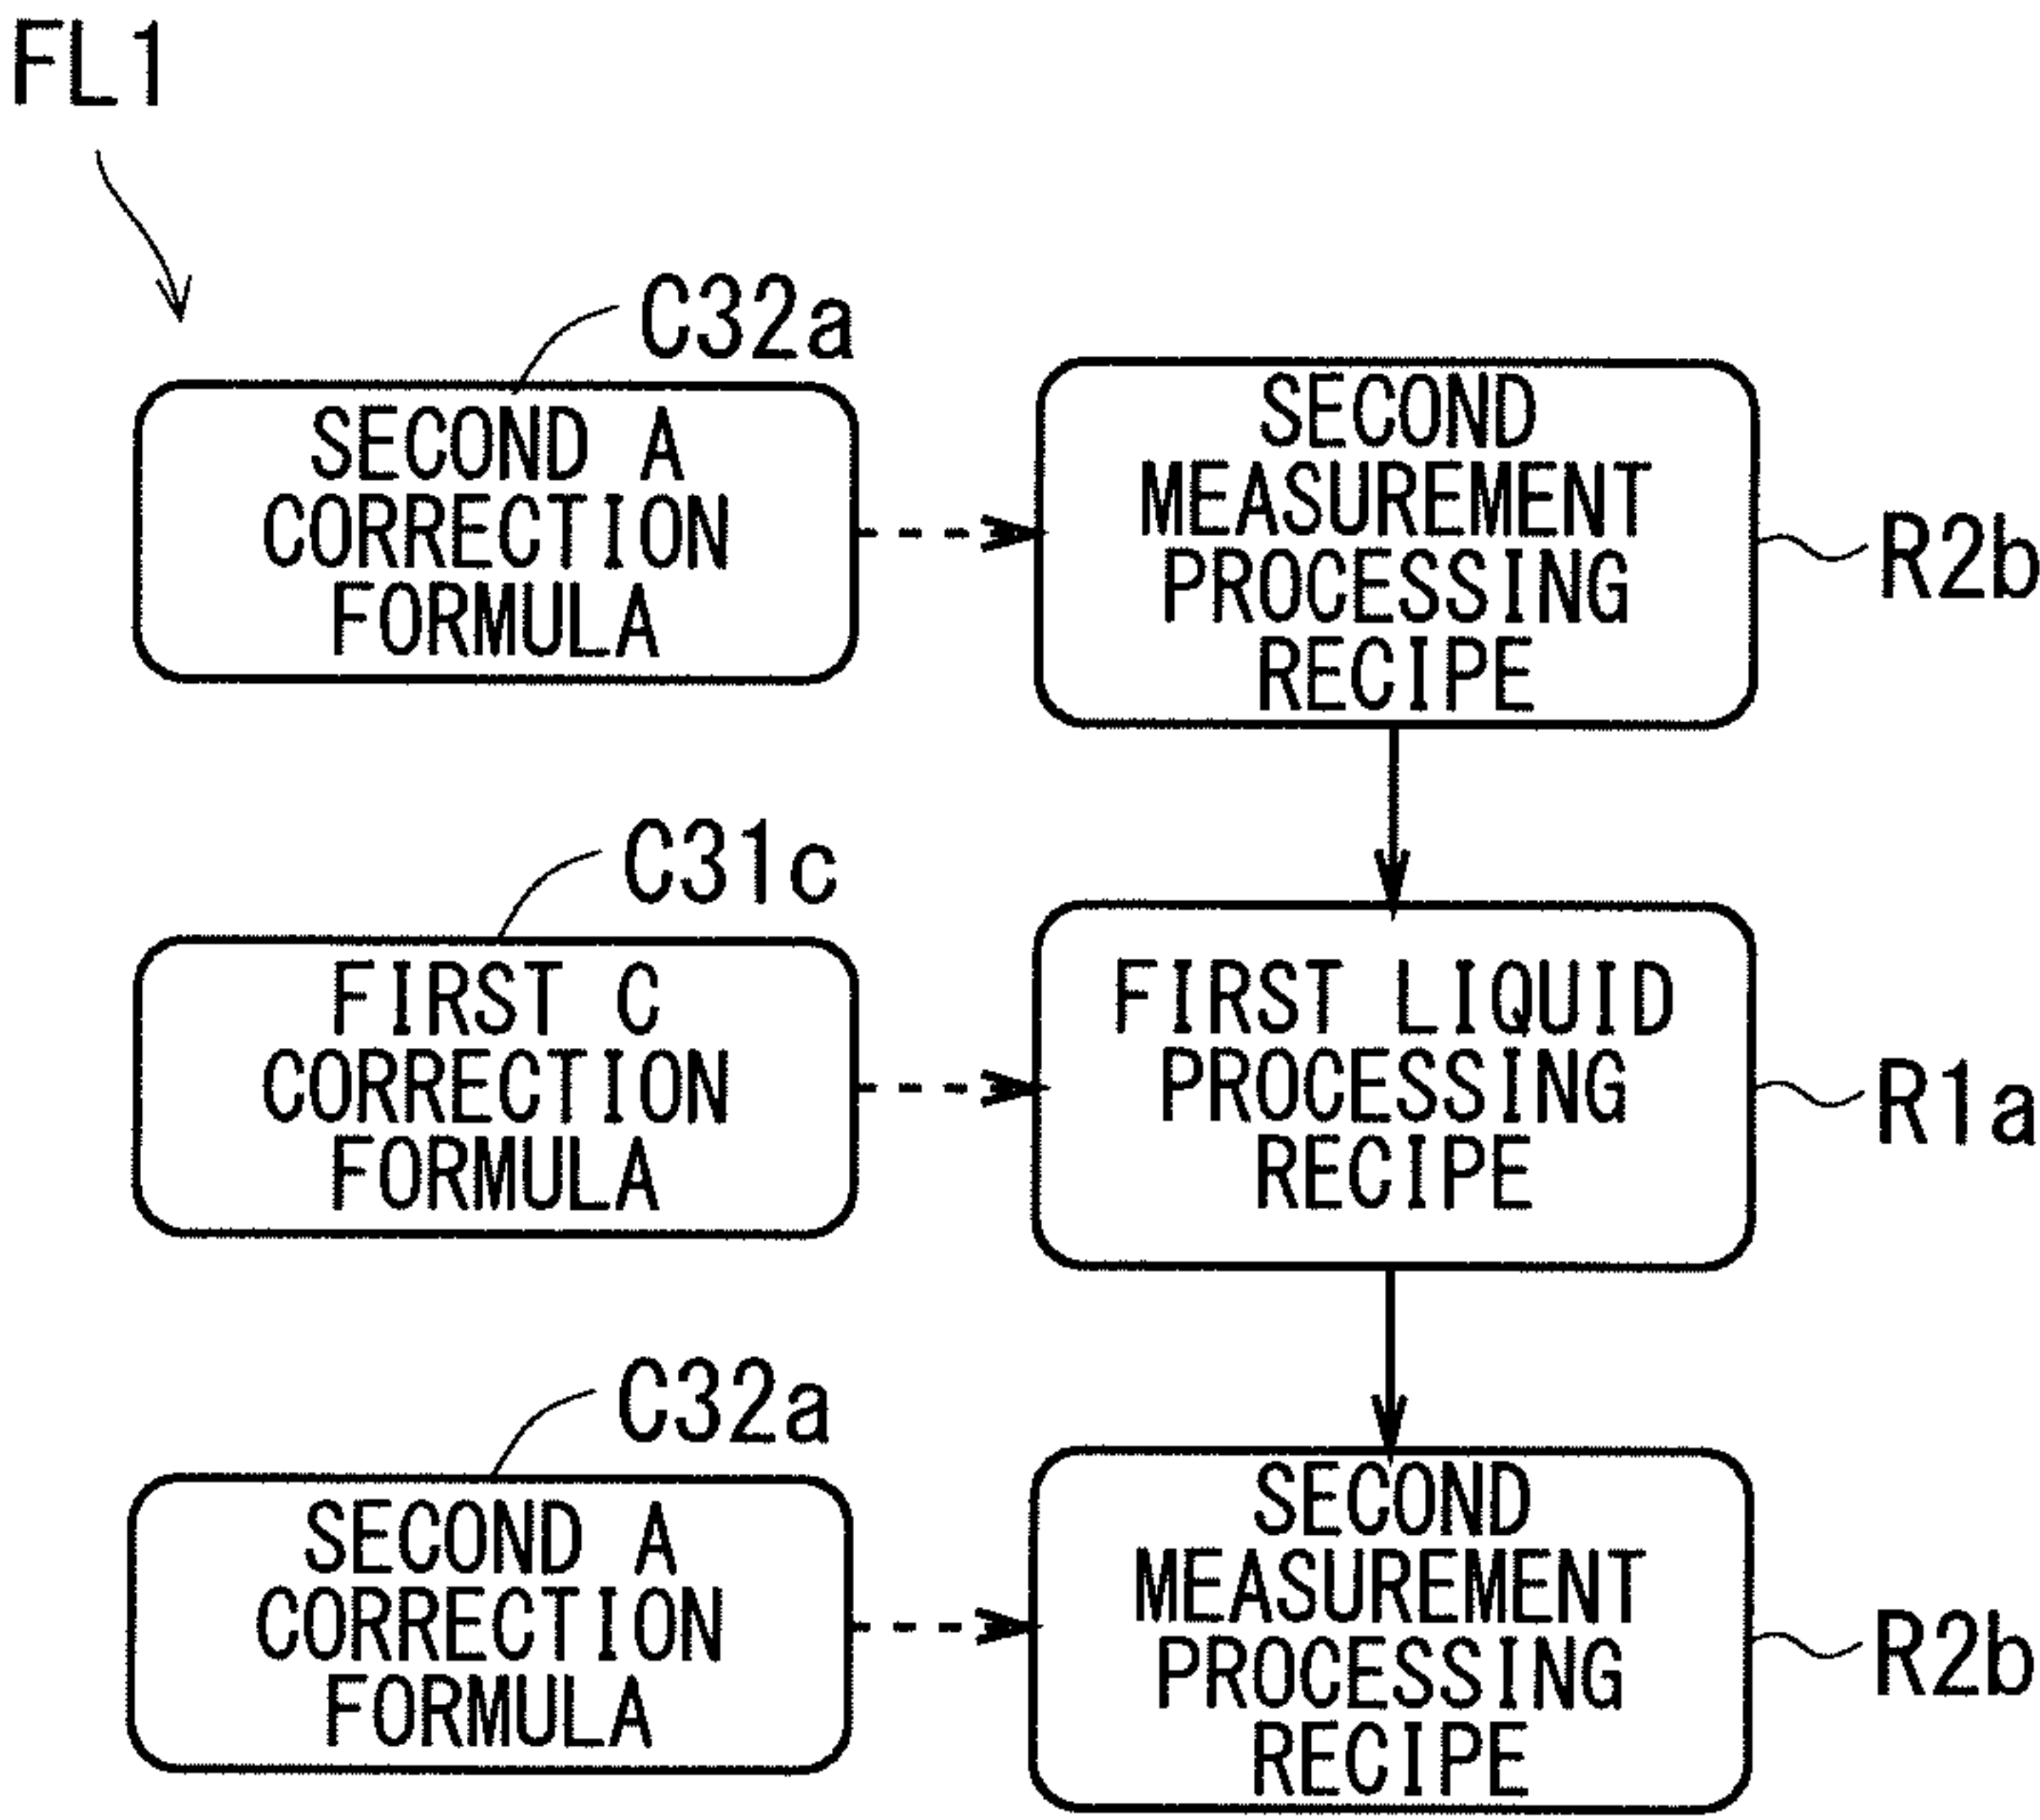 FL1
C32a
SECOND A
CORRECTION
FORMULA
SECOND
MEASUREMENT
PROCESSING
RECIPE
R2b
C31c
FIRST C
CORRECTION
FORMULA
FIRST LIQUID
PROCESSING
RECIPE
R1a
C32a
SECOND A
CORRECTION
FORMULA
SECOND
MEASUREMENT
PROCESSING
RECIPE
R2b